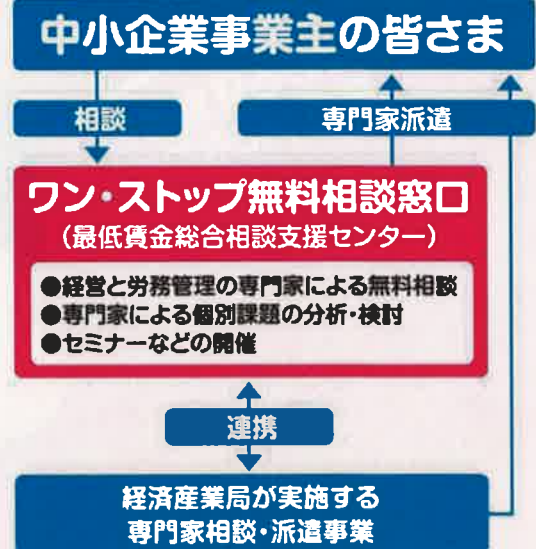 中小企業事業主の皆さま
相談
専門家派遣
ワン・ストップ無料相談窓口
(最低賃金総合相談支援センター)
●経営と労務管理の専門家による無料相談
●専門家による個別課題の分析・検討
●セミナーなどの開催
連携
経済産業局が実施する
専門家相談・派遣事業